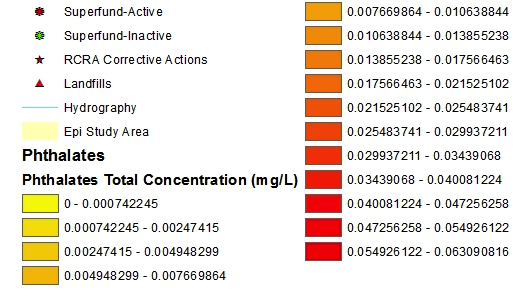 Superfund-Active
Superfund-Inactive
RCRA Corrective Actions
Landfills
Hydrography
Epi Study Area
Phthalates
Phthalates Total Concentration (mg/L)
0 - 0.000742245
0.000742245 - 0.00247415
0.00247415 - 0.004948299
0.004948299 - 0.007669864
0.007669864 - 0.010638844
0.010638844 - 0.013855238
0.013855238 - 0.017566463
0.017566463 - 0.021525102
0.021525102 - 0.025483741
0.025483741 - 0.029937211
0.029937211 - 0.03439068
0.03439068 - 0.040081224
0.040081224 - 0.047256258
0.047256258 - 0.054926122
0.054926122 - 0.063090816